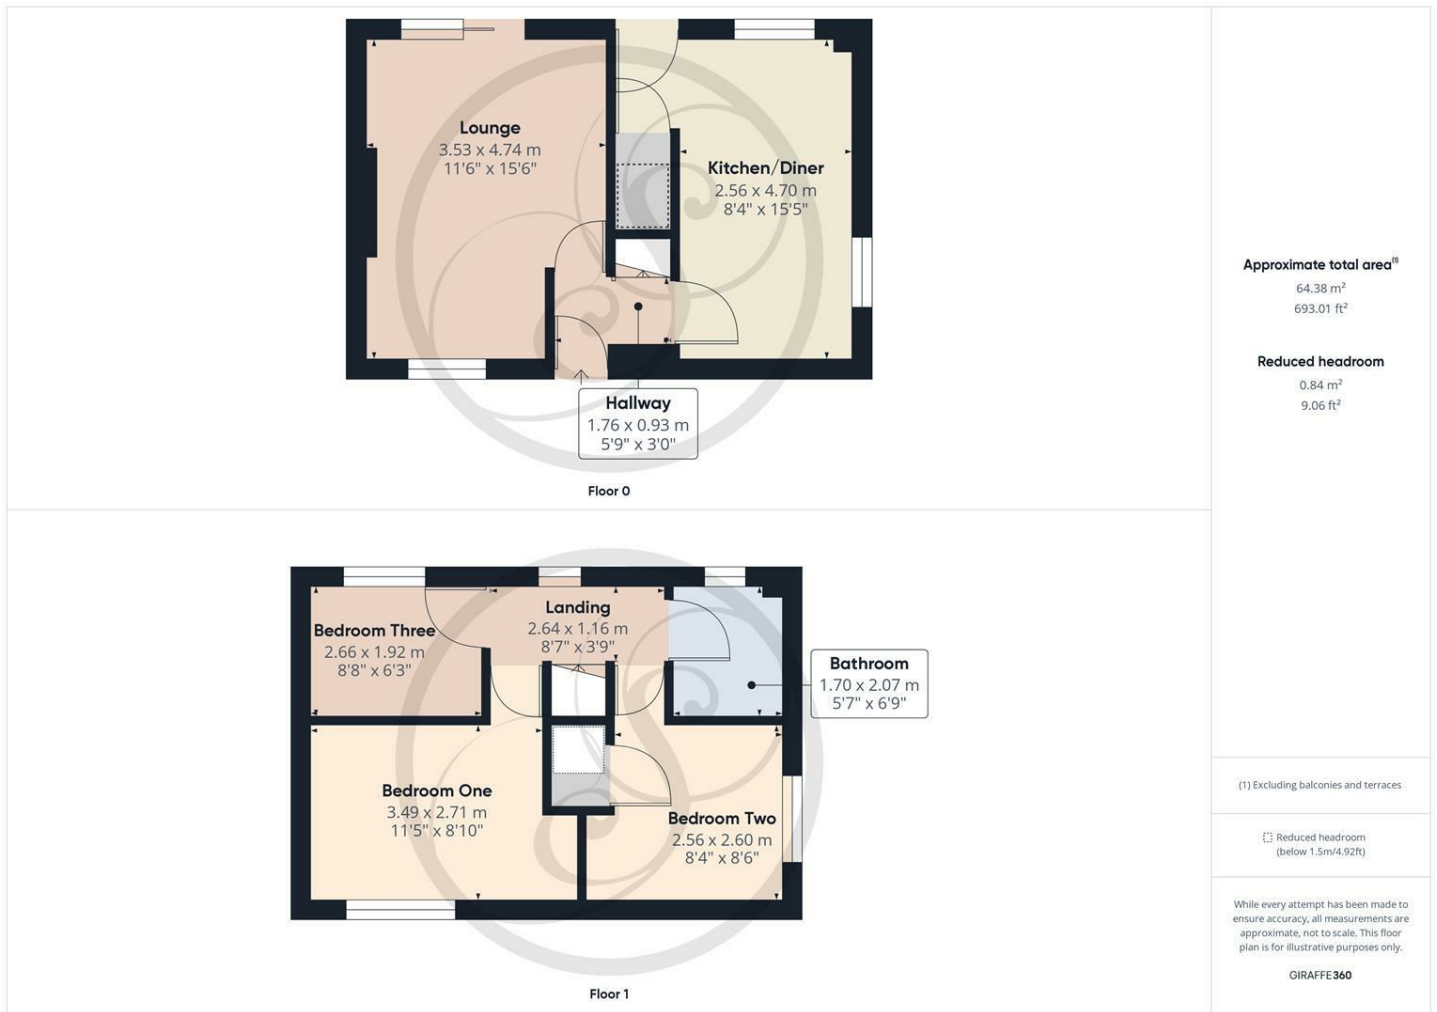 Lounge
3.53 x 4.74 m
11'6" x 15'6"
Kitchen/Diner
2.56 x 4.70 m
8'4" x 15'5"
Hallway
1.76 x 0.93 m
5'9" x 3'0"
Floor 0
Landing
2.64 x 1.16 m
8'7" x 3'9"
Bedroom Three
2.66 x 1.92 m
8'8" x 6'3"
Bathroom
1.70 x 2.07 m
5'7" x 6'9"
Bedroom One
3.49 x 2.71 m
11'5" x 8'10"
Bedroom Two
2.56 x 2.60 m
8'4" x 8'6"
Floor 1
Approximate total area(1)
64.38 m²
693.01 ft²
Reduced headroom
0.84 m²
9.06 ft²
(1) Excluding balconies and terraces
Reduced headroom
(below 1.5m/4.92ft)
While every attempt has been made to
ensure accuracy, all measurements are
approximate, not to scale. This floor
plan is for illustrative purposes only.
GIRAFFE360